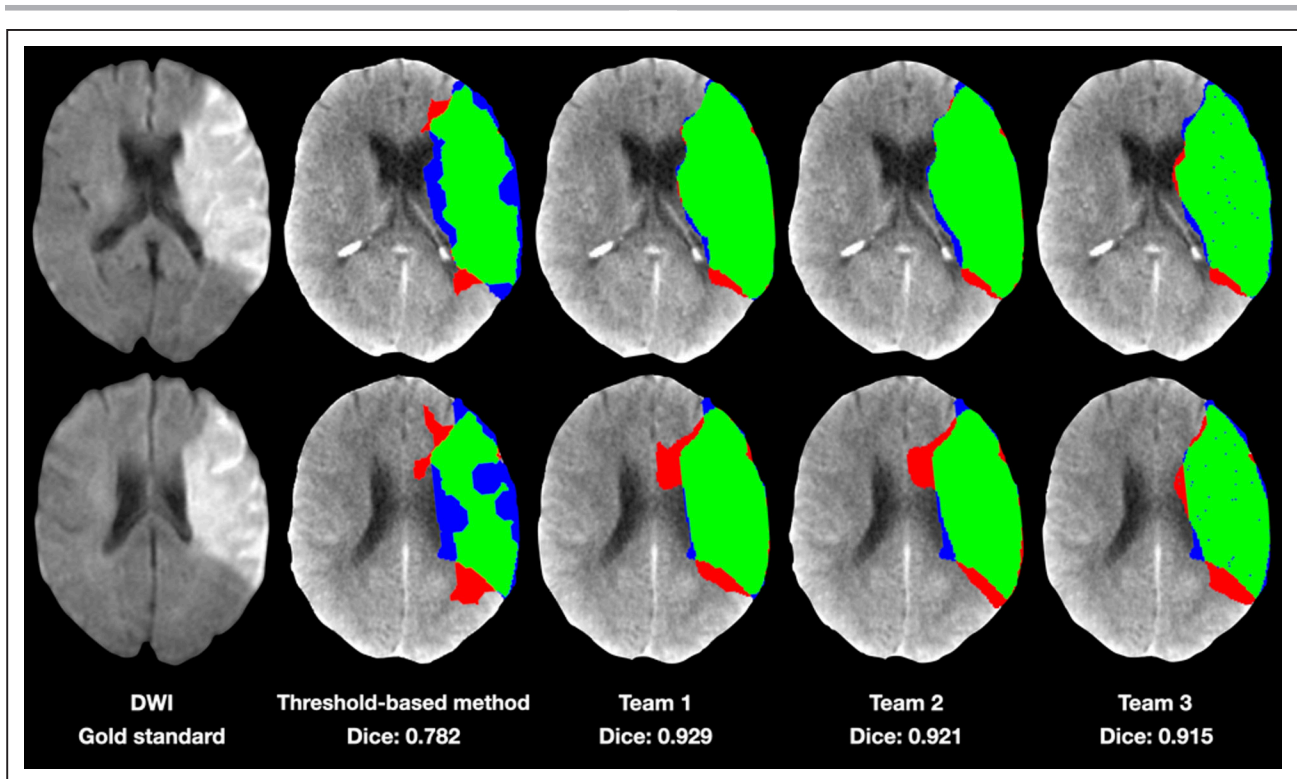 DWI
Gold standard
Threshold-based method
Dice: 0.782
Team 1
Dice: 0.929
Team 2
Dice: 0.921
Team 3
Dice: 0.915